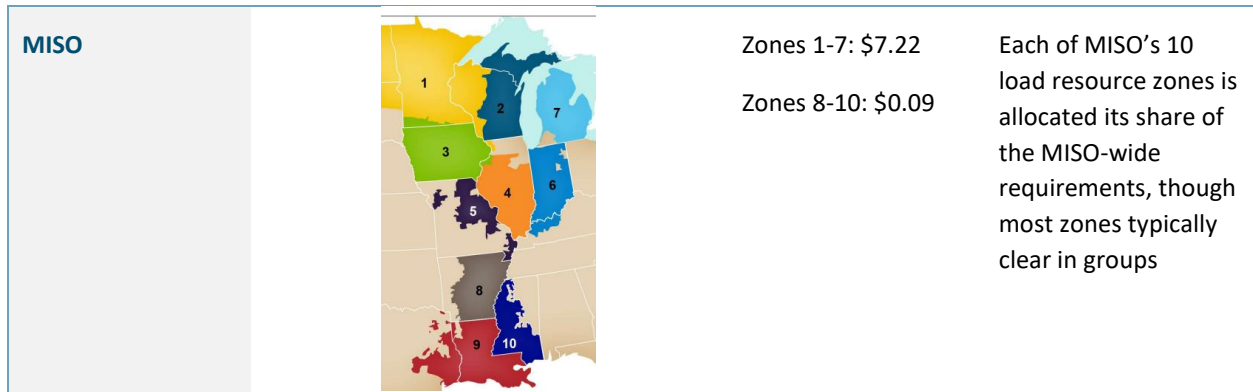 MISO
1
2
7
3
4
6
5
8
9
10
Zones 1-7: $7.22
Zones 8-10: $0.09
Each of MISO’s 10
load resource zones is
allocated its share of
the MISO-wide
requirements, though
most zones typically
clear in groups